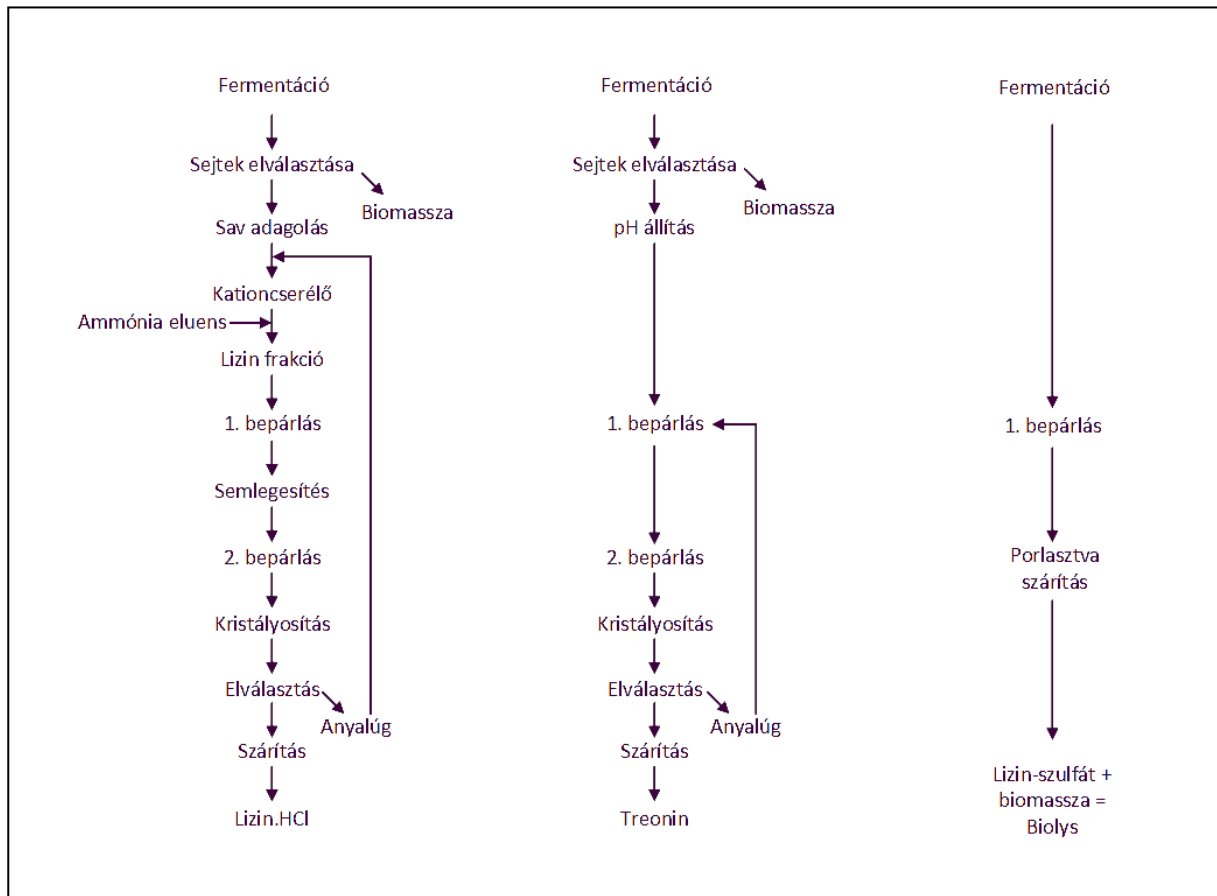 Fermentáció
Sejtek elválasztása
Biomassza
Sav adagolás
Kationcserélő
Ammónia eluens
Lizin frakció
1. bepárlás
Semlegesítés
2. bepárlás
Kristályosítás
Elválasztás
Anyalúg
Szárítás
Lizin.HCl
Fermentáció
Sejtek elválasztása
Biomassza
pH állítás
1. bepárlás
2. bepárlás
Kristályosítás
Elválasztás
Anyalúg
Szárítás
Treonin
Fermentáció
1. bepárlás
Porlasztva
szárítás
Lizin-szulfát +
biomassza =
Biolys